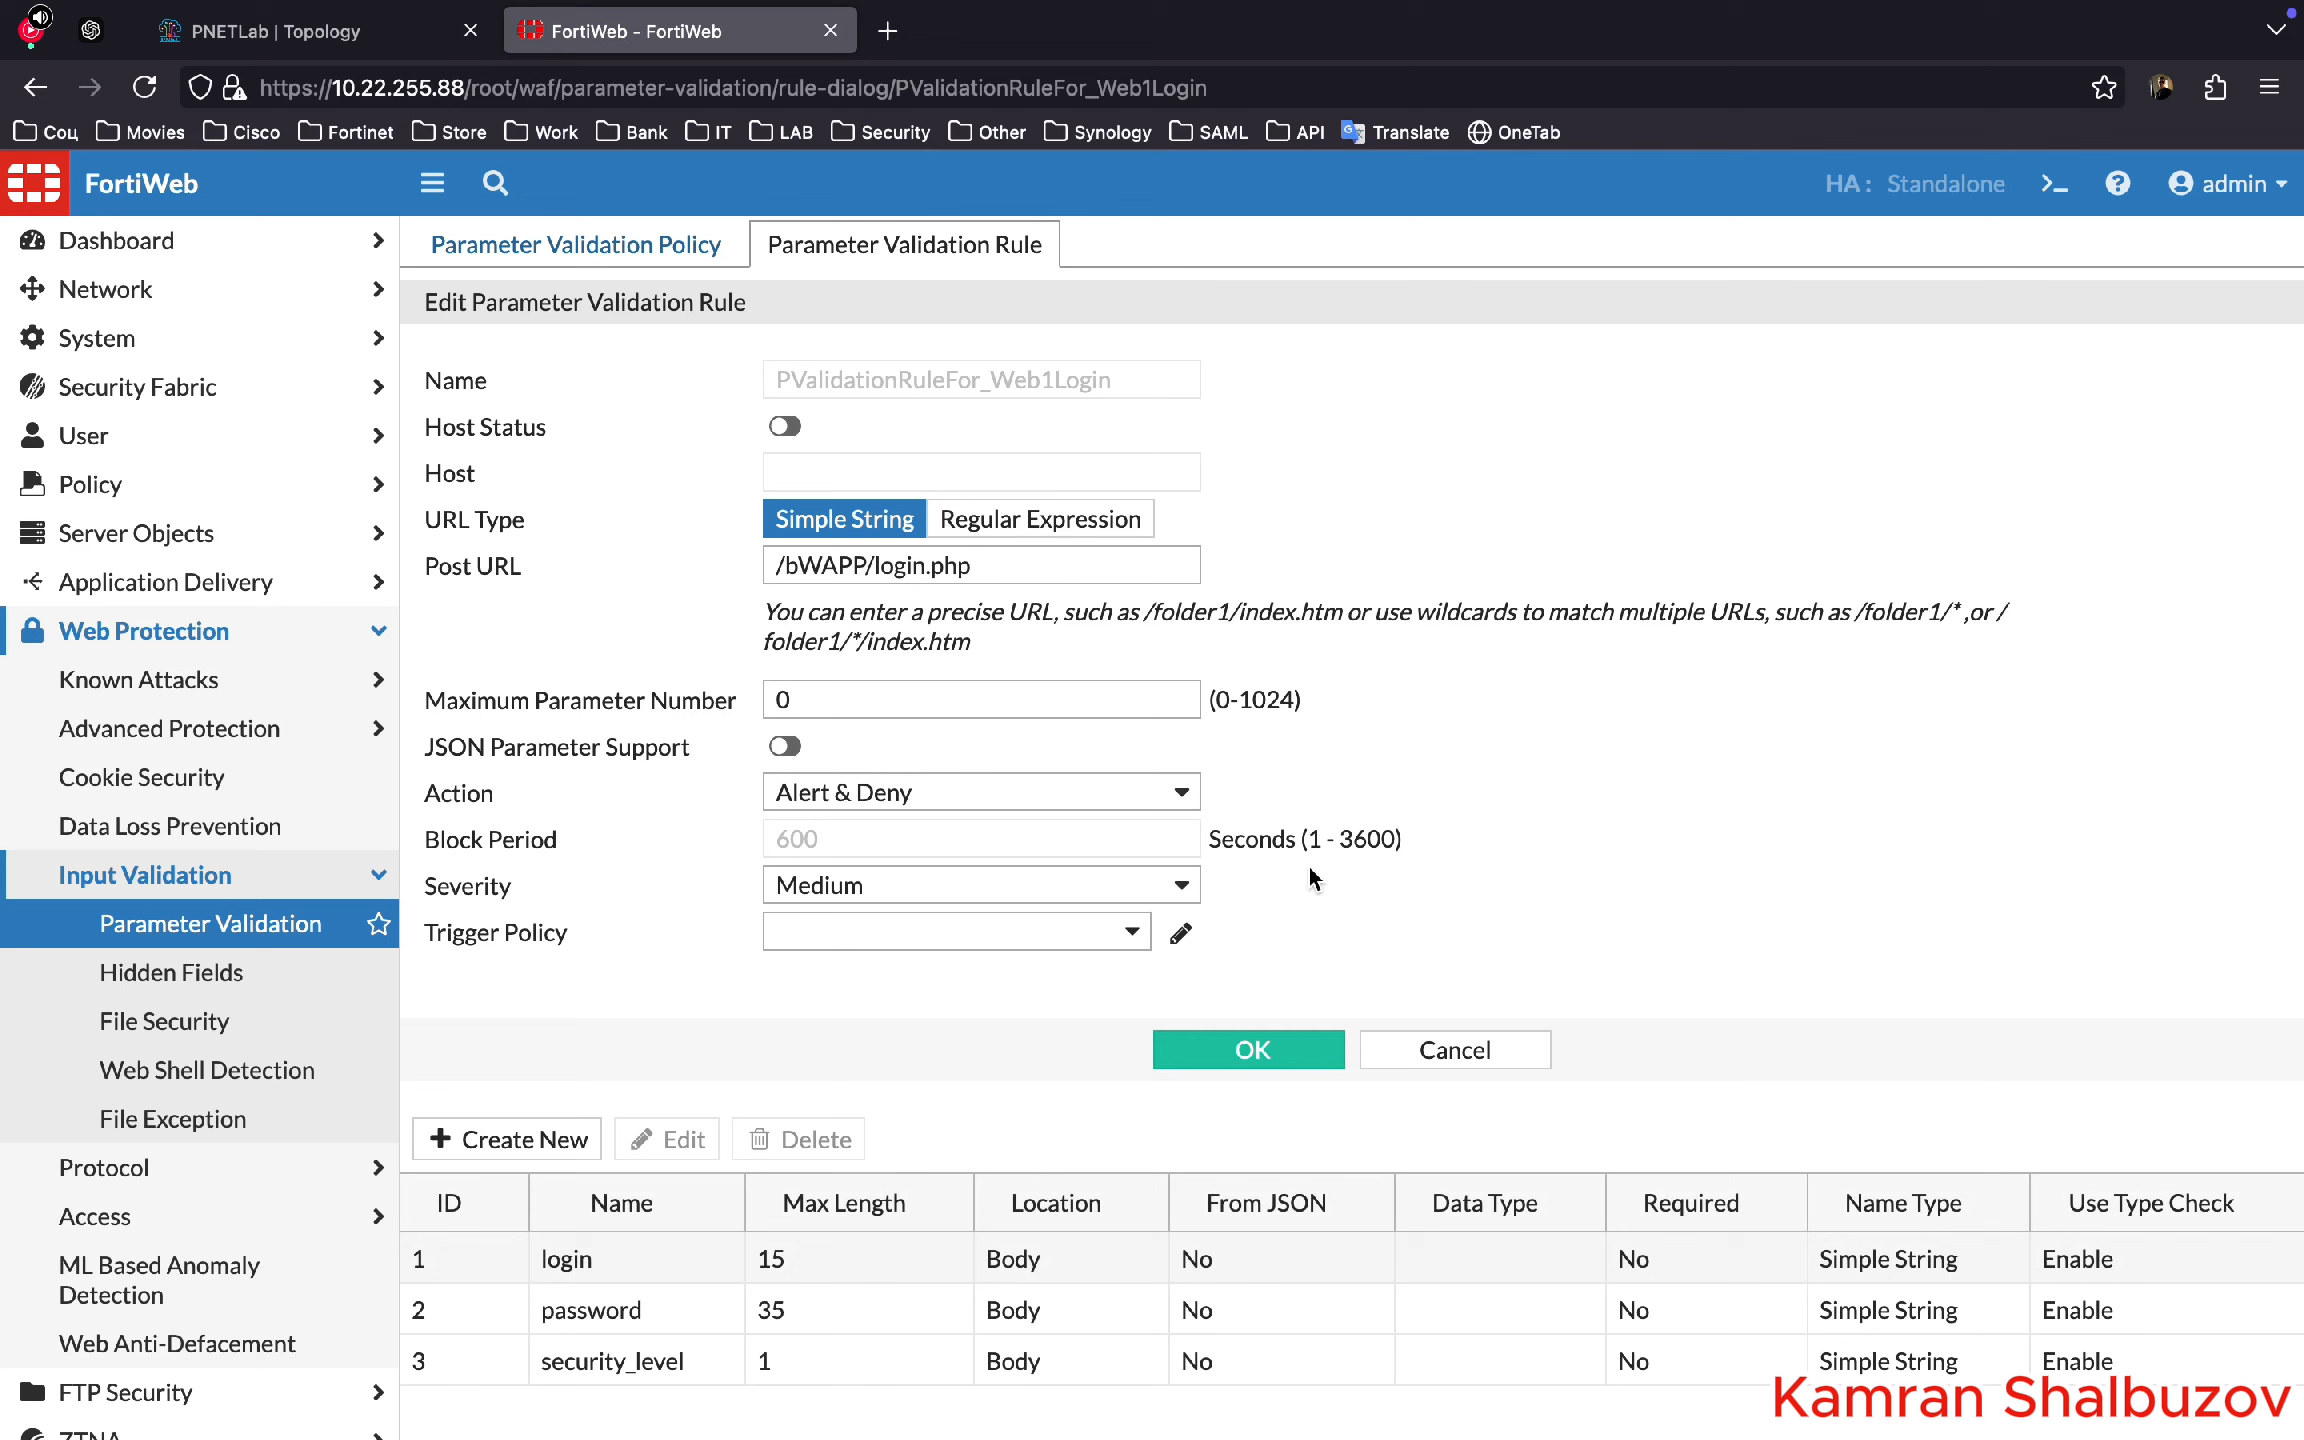 PNETLab | Topology
FortiWeb - FortiWeb
https://10.22.255.88/root/waf/parameter-validation/rule-dialog/PValidationRuleFor_Web1Login
Соц Movies Cisco Fortinet Store Work Bank IT LAB Security Other Synology SAML API Translate OneTab
FortiWeb
HA: Standalone
admin
Dashboard
Network
System
Security Fabric
User
Policy
Server Objects
Application Delivery
Web Protection
Known Attacks
Advanced Protection
Cookie Security
Data Loss Prevention
Input Validation
Parameter Validation
Hidden Fields
File Security
Web Shell Detection
File Exception
Protocol
Access
ML Based Anomaly
Detection
Web Anti-Defacement
FTP Security
ZTNA
Parameter Validation Policy
Parameter Validation Rule
Edit Parameter Validation Rule
Name PValidationRuleFor_Web1Login
Host Status
Host
URL Type Simple String Regular Expression
Post URL /bWAPP/login.php
You can enter a precise URL, such as /folder1/index.htm or use wildcards to match multiple URLs, such as /folder1/* ,or /
folder1/*/index.htm
Maximum Parameter Number 0 (0-1024)
JSON Parameter Support
Action Alert & Deny
Block Period 600 Seconds (1 - 3600)
Severity Medium
Trigger Policy
OK Cancel
Create New Edit Delete
ID Name Max Length Location From JSON Data Type Required Name Type Use Type Check
1 login 15 Body No No Simple String Enable
2 password 35 Body No No Simple String Enable
3 security_level 1 Body No No Simple String Enable
Kamran Shalbuzov